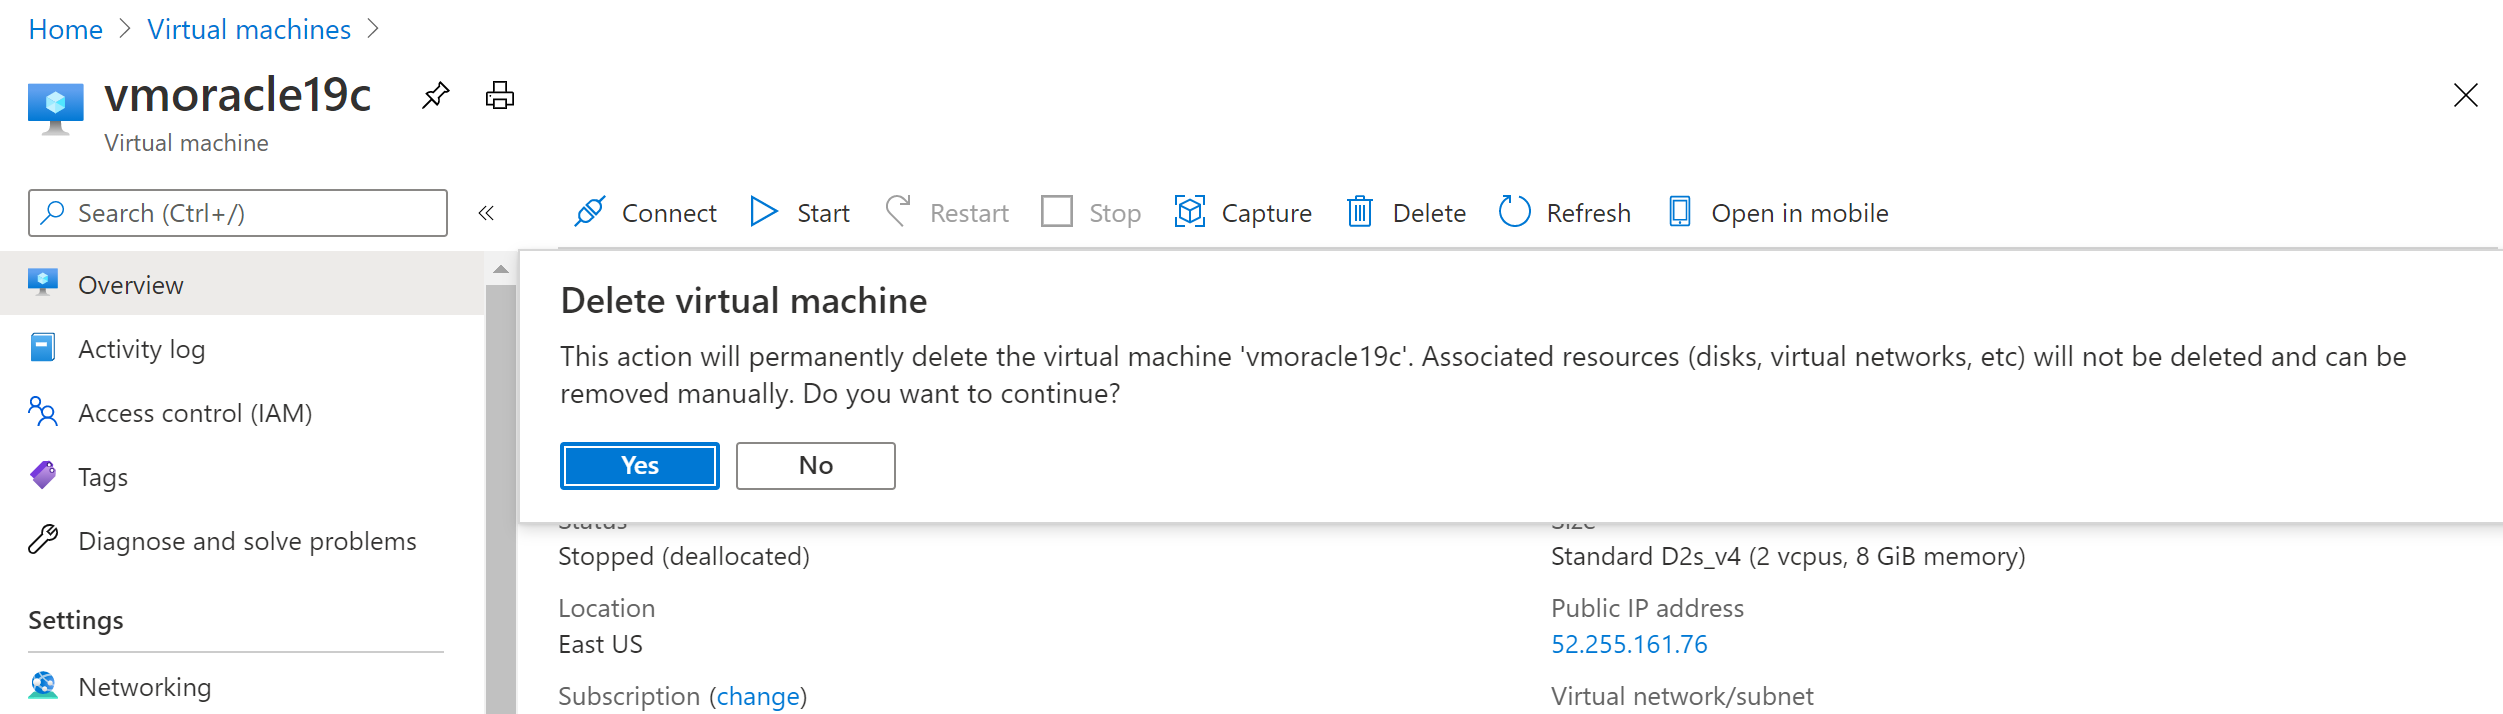 Home > Virtual machines >
vmoracle19c
Virtual machine
Search (Ctrl+/)
«
Connect
Start
Restart
Stop
Capture
Delete
Refresh
Open in mobile
Overview
Activity log
Access control (IAM)
Tags
Diagnose and solve problems
Settings
Networking
Delete virtual machine
This action will permanently delete the virtual machine 'vmoracle19c'. Associated resources (disks, virtual networks, etc) will not be deleted and can be
removed manually. Do you want to continue?
Yes
No
Status
Stopped (deallocated)
Location
East US
Subscription (change)
Size
Standard D2s_v4 (2 vcpus, 8 GiB memory)
Public IP address
52.255.161.76
Virtual network/subnet